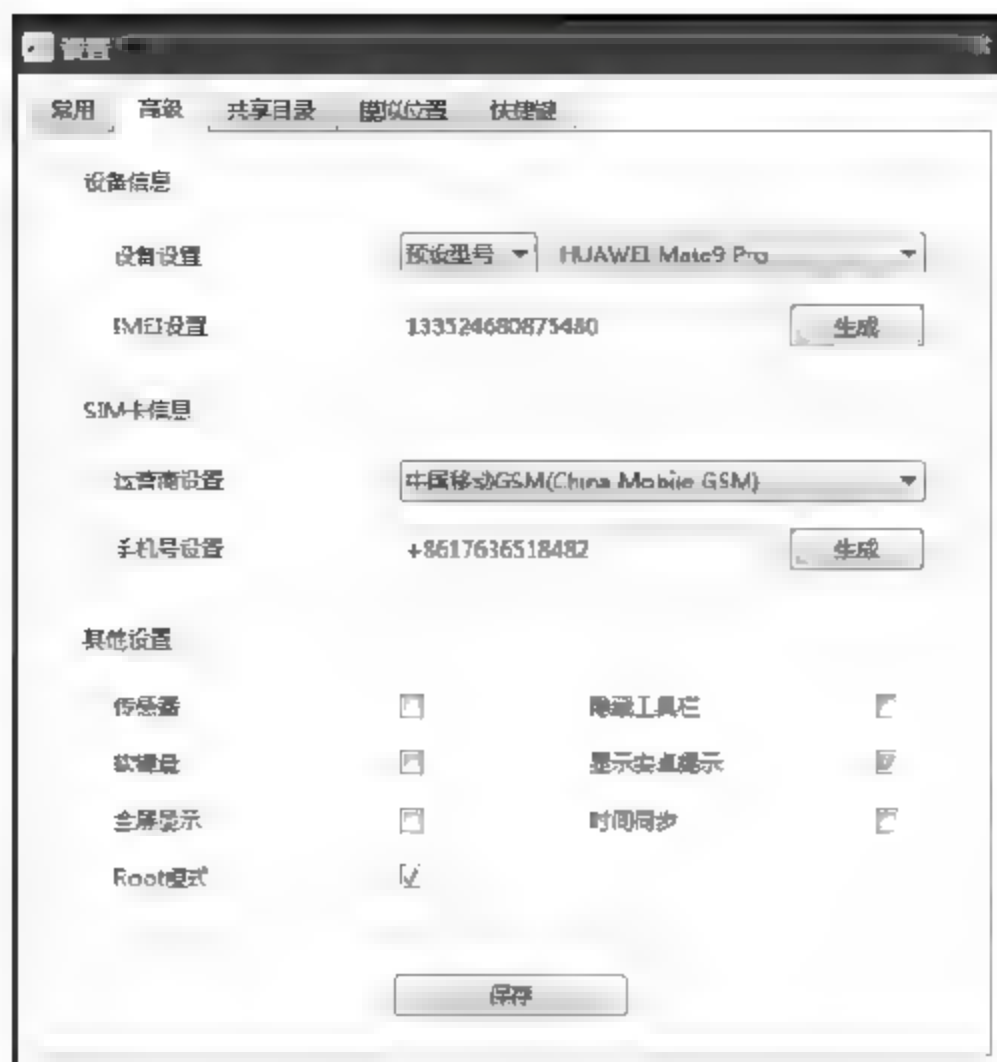 设置
常用 高级 共享目录 模拟位置 快捷键
设备信息
设备设置 预设型号 HUAWEI Mate9 Pro
IMEI设置 133524680875480 生成
SIM卡信息
运营商设置 中国移动GSM(China Mobile GSM)
手机号设置 +8617636518482 生成
其他设置
传感器 隐藏工具栏
软键盘 显示安卓提示
全屏显示 时间同步
Root模式
保存